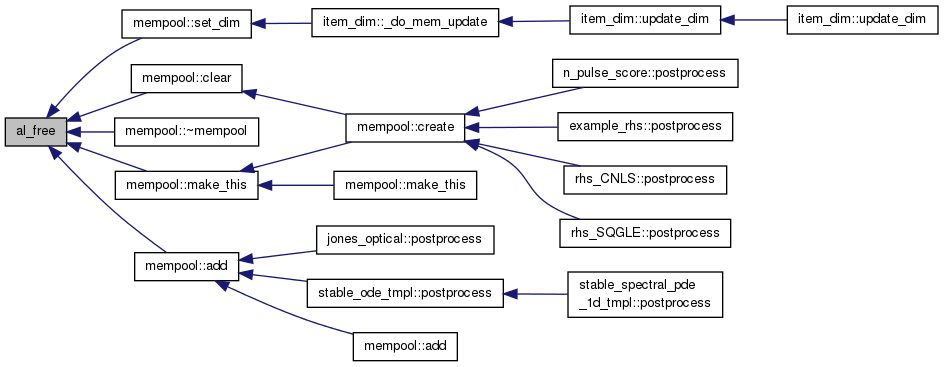 al_free
mempool::set_dim
item_dim::_do_mem_update
item_dim::update_dim
item_dim::update_dim
mempool::clear
mempool::~mempool
mempool::make_this
mempool::create
mempool::make_this
n_pulse_score::postprocess
example_rhs::postprocess
rhs_CNLS::postprocess
rhs_SQGLE::postprocess
mempool::add
jones_optical::postprocess
stable_ode_tmpl::postprocess
stable_spectral_pde
_1d_tmpl::postprocess
mempool::add